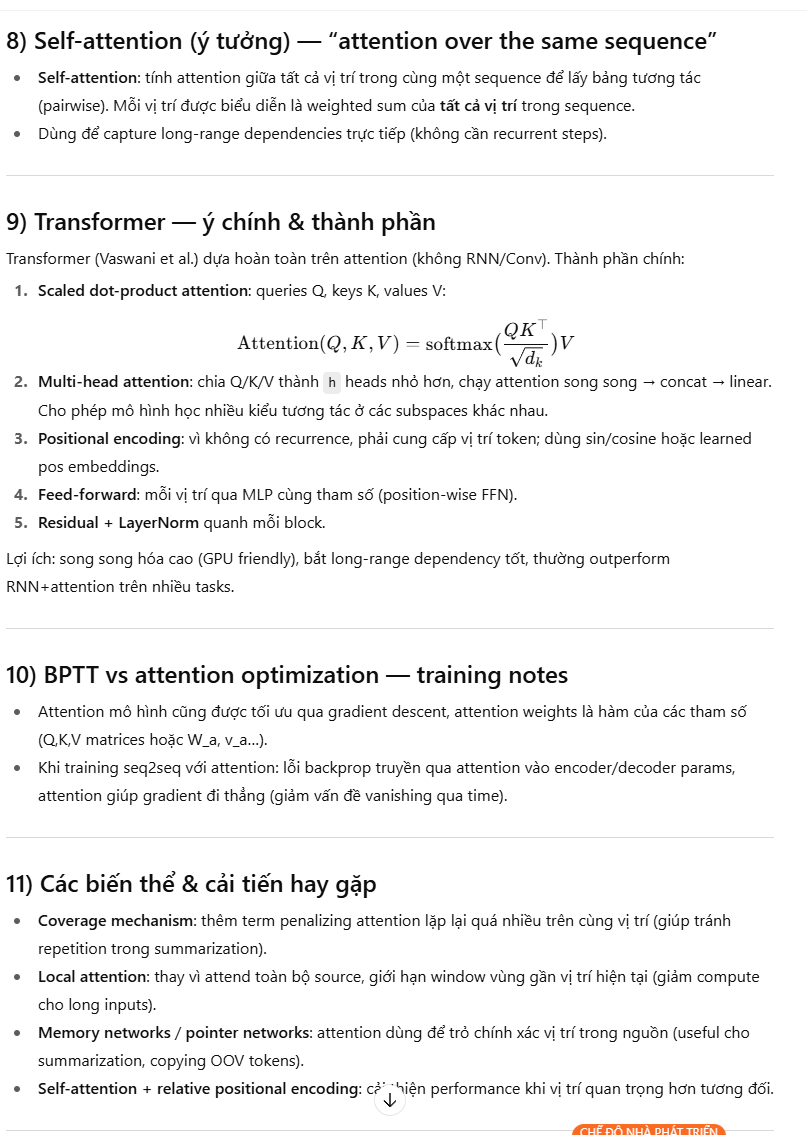 8) Self-attention (ý tưởng) — “attention over the same sequence”
• Self-attention: tính attention giữa tất cả vị trí trong cùng một sequence để lấy bảng tương tác
(pairwise). Mỗi vị trí được biểu diễn là weighted sum của tất cả vị trí trong sequence.
• Dùng để capture long-range dependencies trực tiếp (không cần recurrent steps).
9) Transformer — ý chính & thành phần
Transformer (Vaswani et al.) dựa hoàn toàn trên attention (không RNN/Conv). Thành phần chính:
1. Scaled dot-product attention: queries Q, keys K, values V:
Attention(Q, K, V) = softmax(QK⊤/√dk)V
2. Multi-head attention: chia Q/K/V thành h heads nhỏ hơn, chạy attention song song → concat → linear.
Cho phép mô hình học nhiều kiểu tương tác ở các subspaces khác nhau.
3. Positional encoding: vì không có recurrence, phải cung cấp vị trí token; dùng sin/cosine hoặc learned
pos embeddings.
4. Feed-forward: mỗi vị trí qua MLP cùng tham số (position-wise FFN).
5. Residual + LayerNorm quanh mỗi block.
Lợi ích: song song hóa cao (GPU friendly), bắt long-range dependency tốt, thường outperform
RNN+attention trên nhiều tasks.
10) BPTT vs attention optimization — training notes
• Attention mô hình cũng được tối ưu qua gradient descent, attention weights là hàm của các tham số
(Q,K,V matrices hoặc W_a, v_a...).
• Khi training seq2seq với attention: lỗi backprop truyền qua attention vào encoder/decoder params,
attention giúp gradient đi thẳng (giảm vấn đề vanishing qua time).
11) Các biến thể & cải tiến hay gặp
• Coverage mechanism: thêm term penalizing attention lặp lại quá nhiều trên cùng vị trí (giúp tránh
repetition trong summarization).
• Local attention: thay vì attend toàn bộ source, giới hạn window vùng gần vị trí hiện tại (giảm compute
cho long inputs).
• Memory networks / pointer networks: attention dùng để trỏ chính xác vị trí trong nguồn (useful cho
summarization, copying OOV tokens).
• Self-attention + relative positional encoding: cải thiện performance khi vị trí quan trọng hơn tương đối.
CHẾ ĐỘ NHÀ PHÁT TRIỂN